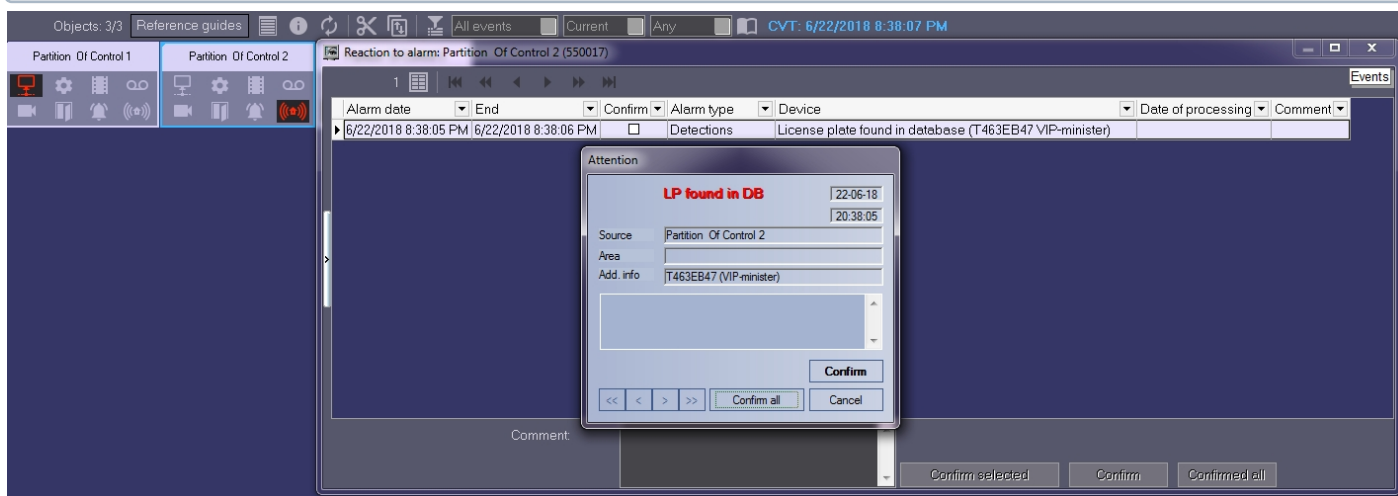 Objects: 3/3 Reference guides All events Current Any CVT: 6/22/2018 8:38:07 PM
Partition Of Control 1 Partition Of Control 2
Reaction to alarm: Partition Of Control 2 (550017)
1
Events
Alarm date End Confirm Alarm type Device Date of processing Comment
6/22/2018 8:38:05 PM 6/22/2018 8:38:06 PM Detections License plate found in database (T463EB47 VIP-minister)
Attention
LP found in DB 22-06-18
20:38:05
Source Partition Of Control 2
Area
Add. info T463EB47 (VIP-minister)
Confirm
<< < > >> Confirm all Cancel
Comment:
Confirm selected Confirm Confirmed all